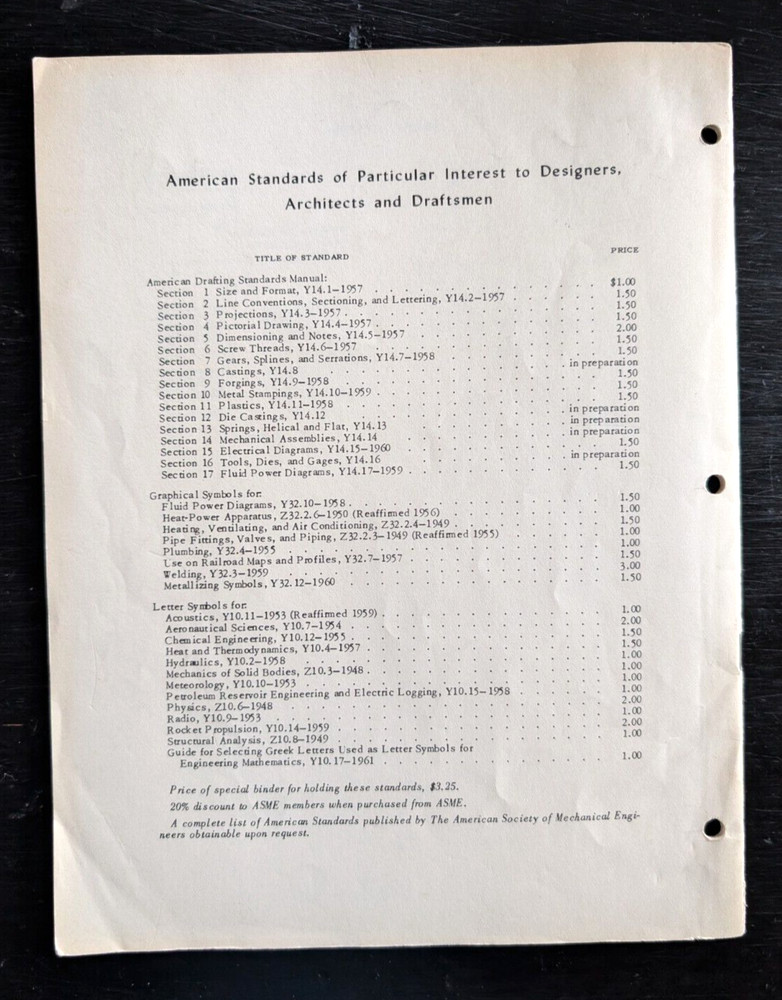 American Standards of Particular Interest to Designers,
Architects and Draftsmen
TITLE OF STANDARD PRICE
American Drafting Standards Manual:
Section 1 Size and Format, Y14.1–1957 $1.00
Section 2 Line Conventions, Sectioning, and Lettering, Y14.2–1957 1.50
Section 3 Projections, Y14.3–1957 1.50
Section 4 Pictorial Drawing, Y14.4–1957 1.50
Section 5 Dimensioning and Notes, Y14.5–1957 2.00
Section 6 Screw Threads, Y14.6–1957 1.50
Section 7 Gears, Splines, and Serrations, Y14.7–1958 1.50
Section 8 Castings, Y14.8 in preparation
Section 9 Forgings, Y14.9–1958 1.50
Section 10 Metal Stampings, Y14.10–1959 1.50
Section 11 Plastics, Y14.11–1958 1.50
Section 12 Die Castings, Y14.12 in preparation
Section 13 Springs, Helical and Flat, Y14.13 in preparation
Section 14 Mechanical Assemblies, Y14.14 in preparation
Section 15 Electrical Diagrams, Y14.15–1960 1.50
Section 16 Tools, Dies, and Gages, Y14.16 in preparation
Section 17 Fluid Power Diagrams, Y14.17–1959 1.50
Graphical Symbols for:
Fluid Power Diagrams, Y32.10–1958 1.50
Heat-Power Apparatus, Z32.2.6–1950 (Reaffirmed 1956) 1.00
Heating, Ventilating, and Air Conditioning, Z32.2.4–1949 1.50
Pipe Fittings, Valves, and Piping, Z32.2.3–1949 (Reaffirmed 1955) 1.00
Plumbing, Y32.4–1955 1.00
Use on Railroad Maps and Profiles, Y32.7–1957 1.50
Welding, Y32.3–1959 3.00
Metallizing Symbols, Y32.12–1960 1.50
Letter Symbols for:
Acoustics, Y10.11–1953 (Reaffirmed 1959) 1.00
Aeronautical Sciences, Y10.7–1954 2.00
Chemical Engineering, Y10.12–1955 1.50
Heat and Thermodynamics, Y10.4–1957 1.50
Hydraulics, Y10.2–1958 1.00
Mechanics of Solid Bodies, Z10.3–1948 1.00
Meteorology, Y10.10–1953 1.00
Petroleum Reservoir Engineering and Electric Logging, Y10.15–1958 1.00
Physics, Z10.6–1948 2.00
Radio, Y10.9–1953 1.00
Rocket Propulsion, Y10.14–1959 2.00
Structural Analysis, Z10.8–1949 1.00
Guide for Selecting Greek Letters Used as Letter Symbols for
Engineering Mathematics, Y10.17–1961 1.00
Price of special binder for holding these standards, $3.25.
20% discount to ASME members when purchased from ASME.
A complete list of American Standards published by The American Society of Mechanical Engi-
neers obtainable upon request.